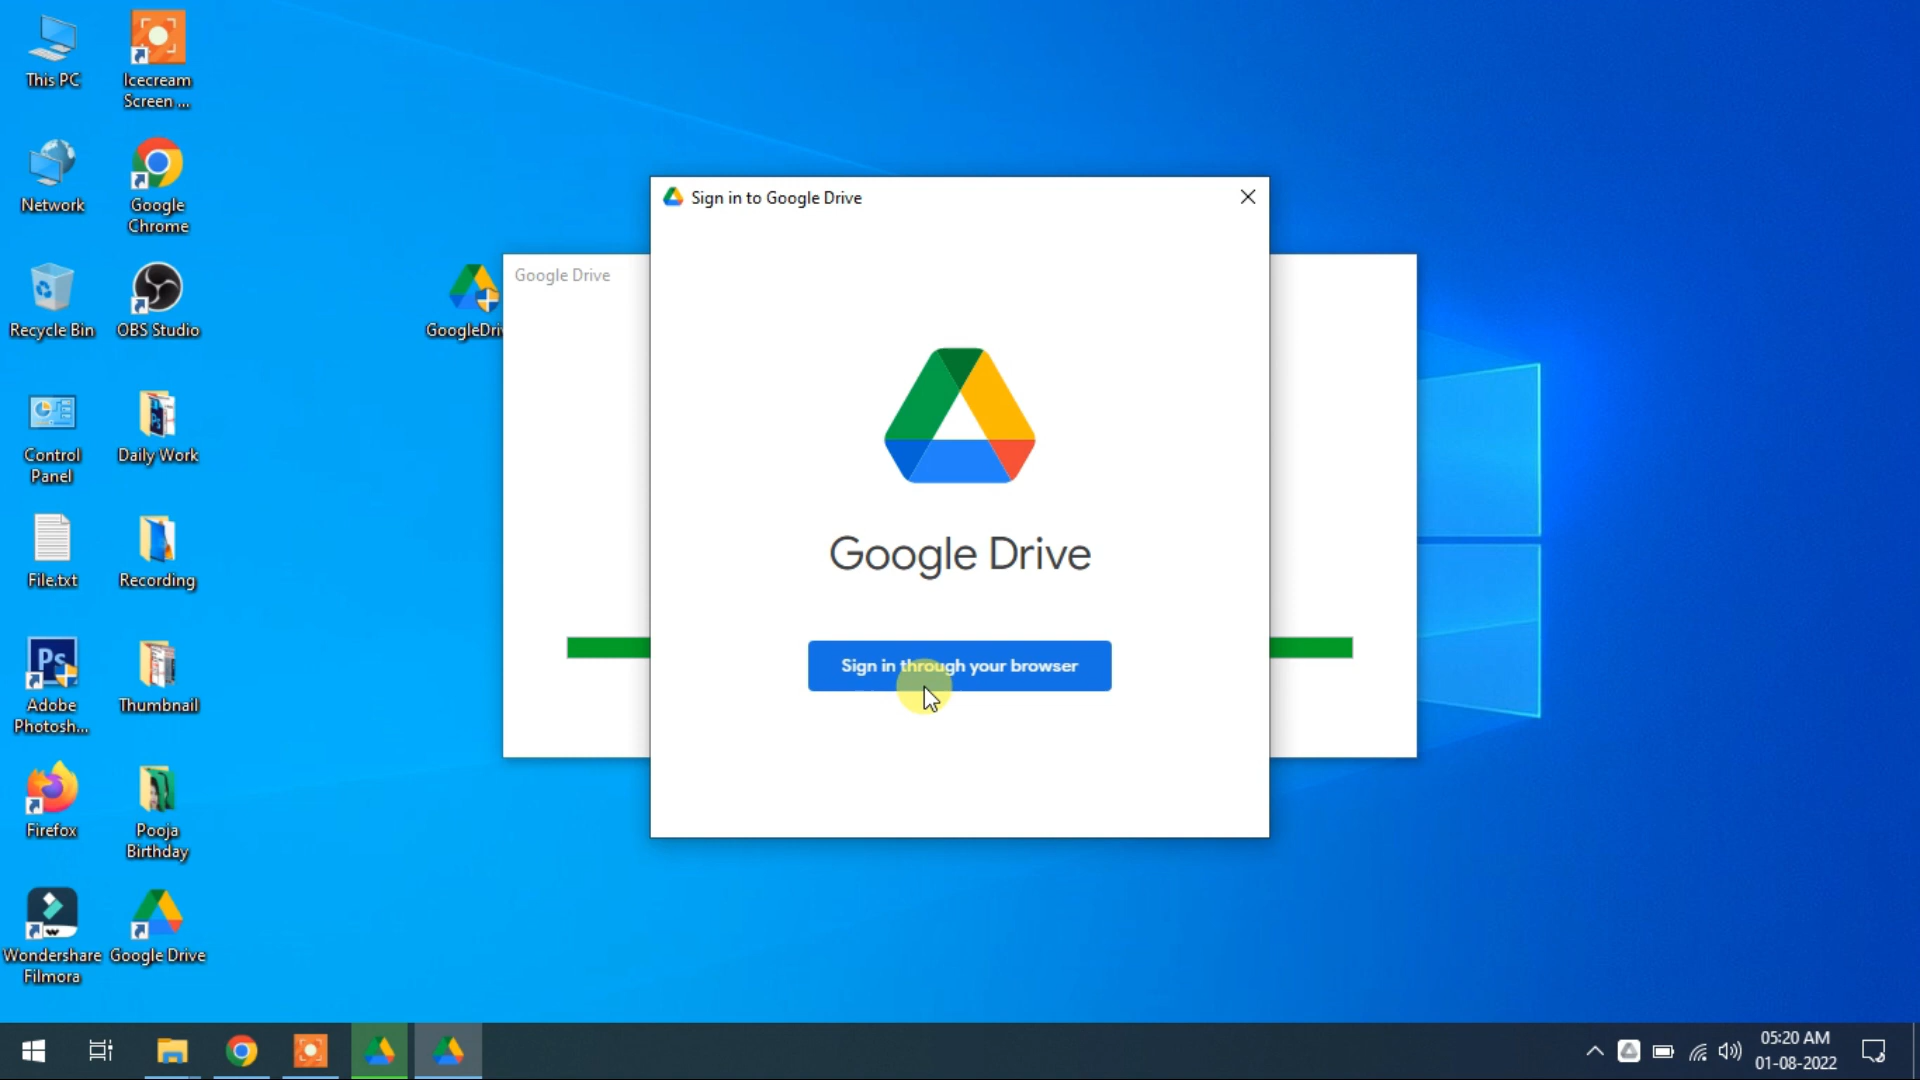 This PC
Icecream
Screen ...
Network
Google
Chrome
Recycle Bin
OBS Studio
Control
Panel
Daily Work
File.txt
Recording
Ps
Adobe
Photosh...
Thumbnail
Firefox
Pooja
Birthday
Wondershare
Filmora
Google Drive
GoogleDriv
Google Drive
Sign in to Google Drive
Google Drive
Sign in through your browser
05:20 AM
01-08-2022